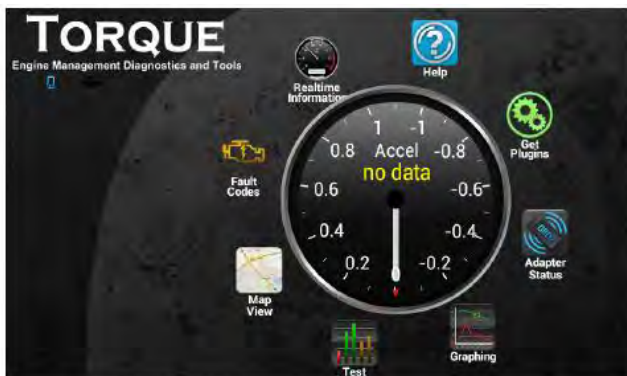 TORQUE
Engine Management Diagnostics and Tools
Realtime
Information
Help
Get
Plugins
Fault
Codes
1
-1
0.8
Accel
-0.8
no data
0.6
-0.6
0.4
-0.4
0.2
-0.2
0
Adapter
Status
Map
View
Graphing
Test